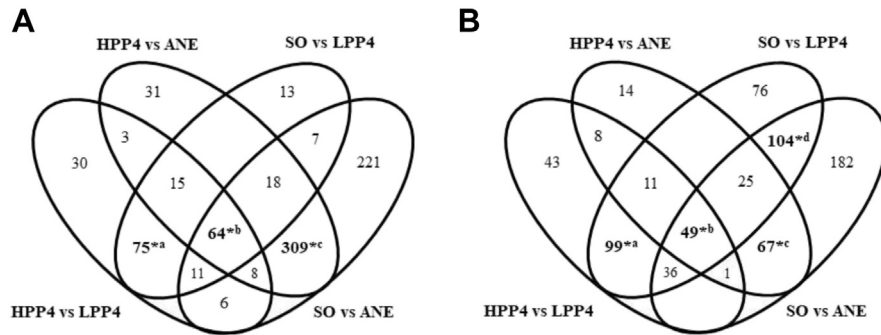 A
HPP4 vs ANE
SO vs LPP4
31
13
3
7
30
221
15
18
75*a
64*b
309*c
11
8
6
HPP4 vs LPP4
SO vs ANE
B
HPP4 vs ANE
SO vs LPP4
14
76
8
104*d
43
182
11
25
99*a
49*b
67*c
36
1
HPP4 vs LPP4
SO vs ANE